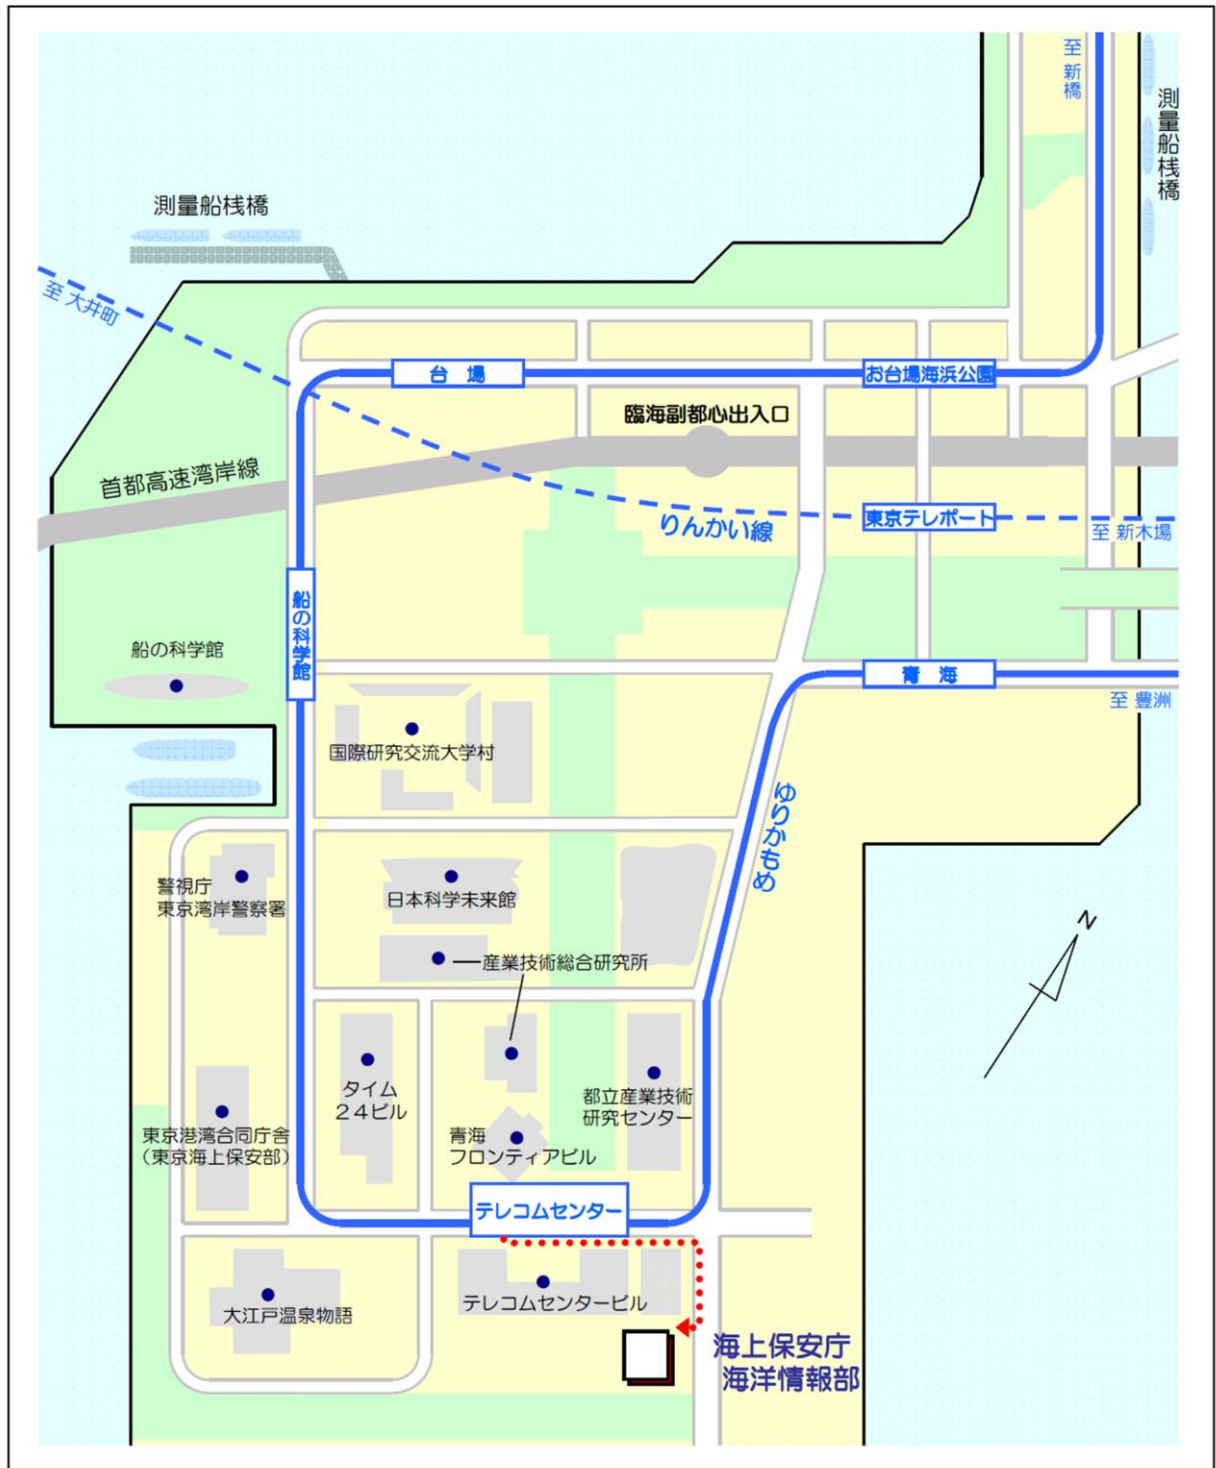 至 新橋
測量船桟橋
測量船桟橋
至 大井町
台 場
お台場海浜公園
臨海副都心出入口
首都高速湾岸線
りんかい線
東京テレポート
至 新木場
船の科学館
船の科学館
青 海
至 豊洲
国際研究交流大学村
ゆりかもめ
警視庁
東京湾岸警察署
日本科学未来館
産業技術総合研究所
N
タイム
24ビル
都立産業技術
研究センター
東京港湾合同庁舎
(東京海上保安部)
青海
フロンティアビル
テレコムセンター
大江戸温泉物語
テレコムセンタービル
海上保安庁
海洋情報部